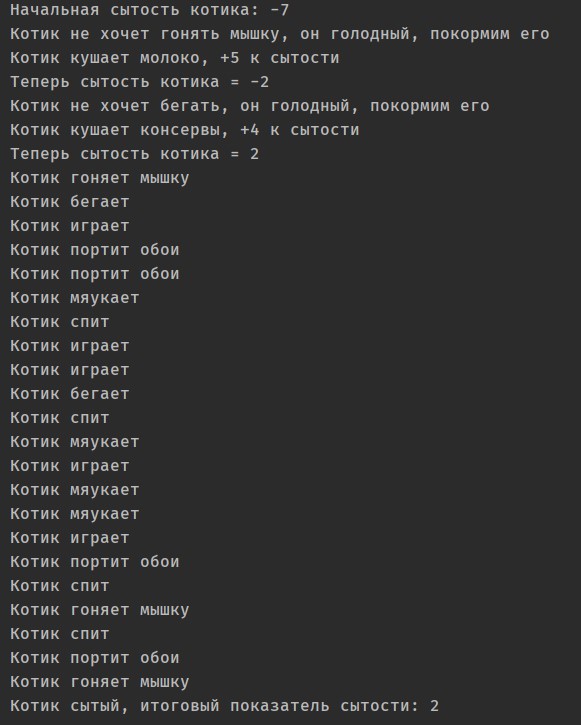 Начальная сытость котика: -7
Котик не хочет гонять мышку, он голодный, покормим его
Котик кушает молоко, +5 к сытости
Теперь сытость котика = -2
Котик не хочет бегать, он голодный, покормим его
Котик кушает консервы, +4 к сытости
Теперь сытость котика = 2
Котик гоняет мышку
Котик бегает
Котик играет
Котик портит обои
Котик портит обои
Котик мяукает
Котик спит
Котик играет
Котик играет
Котик бегает
Котик спит
Котик мяукает
Котик играет
Котик мяукает
Котик мяукает
Котик играет
Котик портит обои
Котик спит
Котик гоняет мышку
Котик спит
Котик портит обои
Котик гоняет мышку
Котик сытый, итоговый показатель сытости: 2